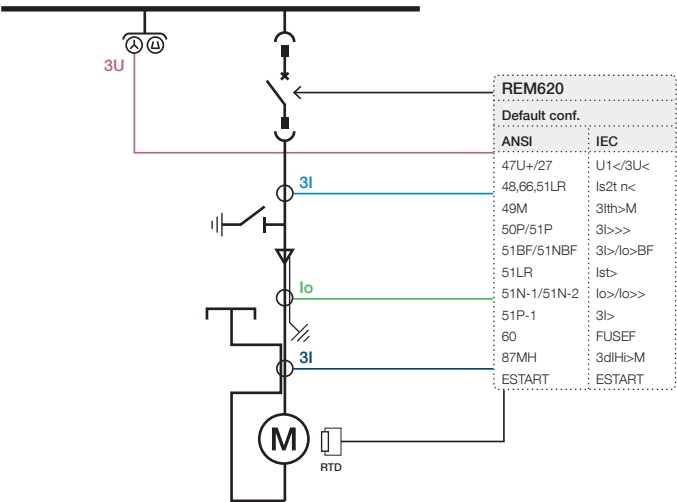 3U
REM620
Default conf.
ANSI IEC
47U+/27 U1</3U<
3I
48,66,51LR Is2t n<
49M 3Ith>M
50P/51P 3I>>>
51BF/51NBF 3I>/Io>BF
51LR Ist>
Io
51N-1/51N-2 Io>/Io>>
51P-1 3I>
60 FUSEF
3I
87MH 3dIHi>M
ESTART ESTART
M
RTD